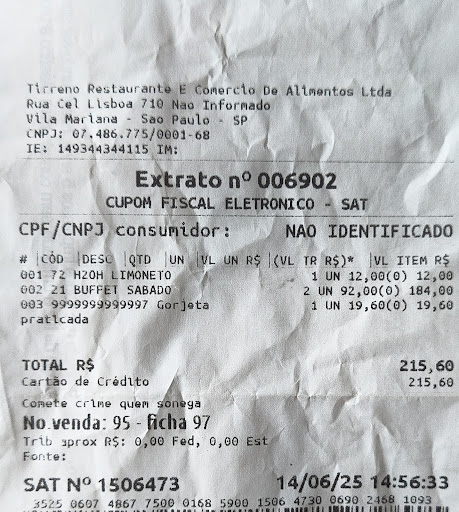 Tirreno Restaurante E Comercio De Alimentos Ltda
Rua Cel Lisboa 710 Nao Informado
Vila Mariana - Sao Paulo - SP
CNPJ: 07.486.775/0001-68
IE: 149344344115 IM:
Extrato nº 006902
CUPOM FISCAL ELETRONICO - SAT
CPF/CNPJ consumidor: NAO IDENTIFICADO
# |COD |DESC |QTD |UN |VL UN R$ |(VL TR R$)* |VL ITEM R$
001 72 H2OH LIMONETO 1 UN 12,00(0) 12,00
002 21 BUFFET SABADO 2 UN 92,00(0) 184,00
003 9999999999997 Gorjeta 1 UN 19,60(0) 19,60
praticada
TOTAL R$ 215,60
Cartão de Crédito 215,60
Comete crime quem sonega
No.venda: 95 - ficha 97
Trib aprox R$: 0,00 Fed, 0,00 Est
Fonte:
SAT Nº 1506473 14/06/25 14:56:33
3525 0607 4867 7500 0168 5900 1506 4730 0690 2468 1093